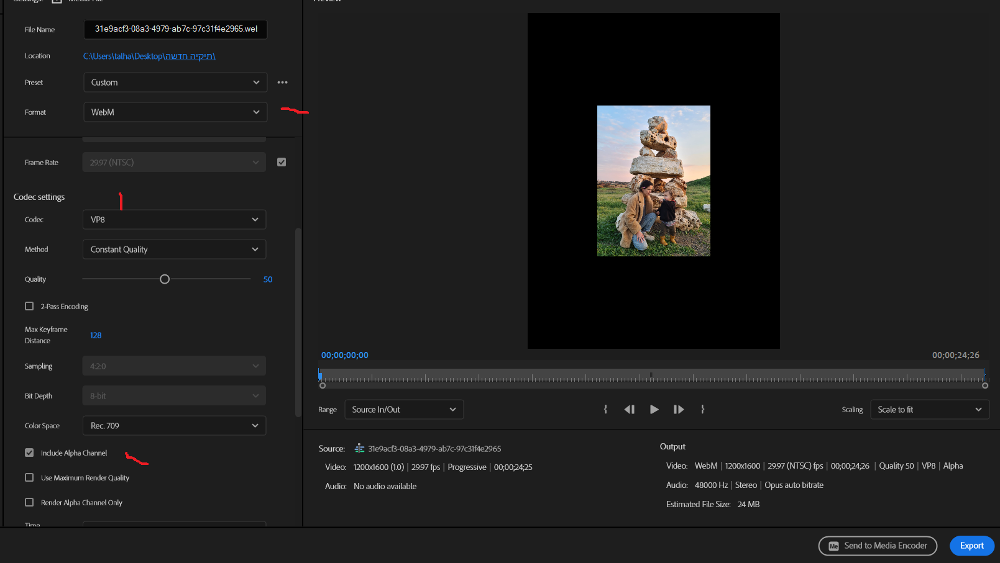 Settings: Media File
Preview
File Name 31e9acf3-08a3-4979-ab7c-97c31f4e2965.web
Location C:\Users\talha\Desktop\תיקיה חדשה\
Preset Custom
Format WebM
Frame Rate 29.97 (NTSC)
Codec settings
Codec VP8
Method Constant Quality
Quality 50
2-Pass Encoding
Max Keyframe
Distance 128
Sampling 4:2:0
Bit Depth 8-bit
Color Space Rec. 709
Include Alpha Channel
Use Maximum Render Quality
Render Alpha Channel Only
Time
00;00;00;00 00;00;24;26
Range Source In/Out Scaling Scale to fit
Source: 31e9acf3-08a3-4979-ab7c-97c31f4e2965
Video: 1200x1600 (1.0) | 29.97 fps | Progressive | 00;00;24;25
Audio: No audio available
Output
Video: WebM | 1200x1600 | 29.97 (NTSC) fps | 00;00;24;26 | Quality 50 | VP8 | Alpha
Audio: 48000 Hz | Stereo | Opus auto bitrate
Estimated File Size: 24 MB
Me Send to Media Encoder Export